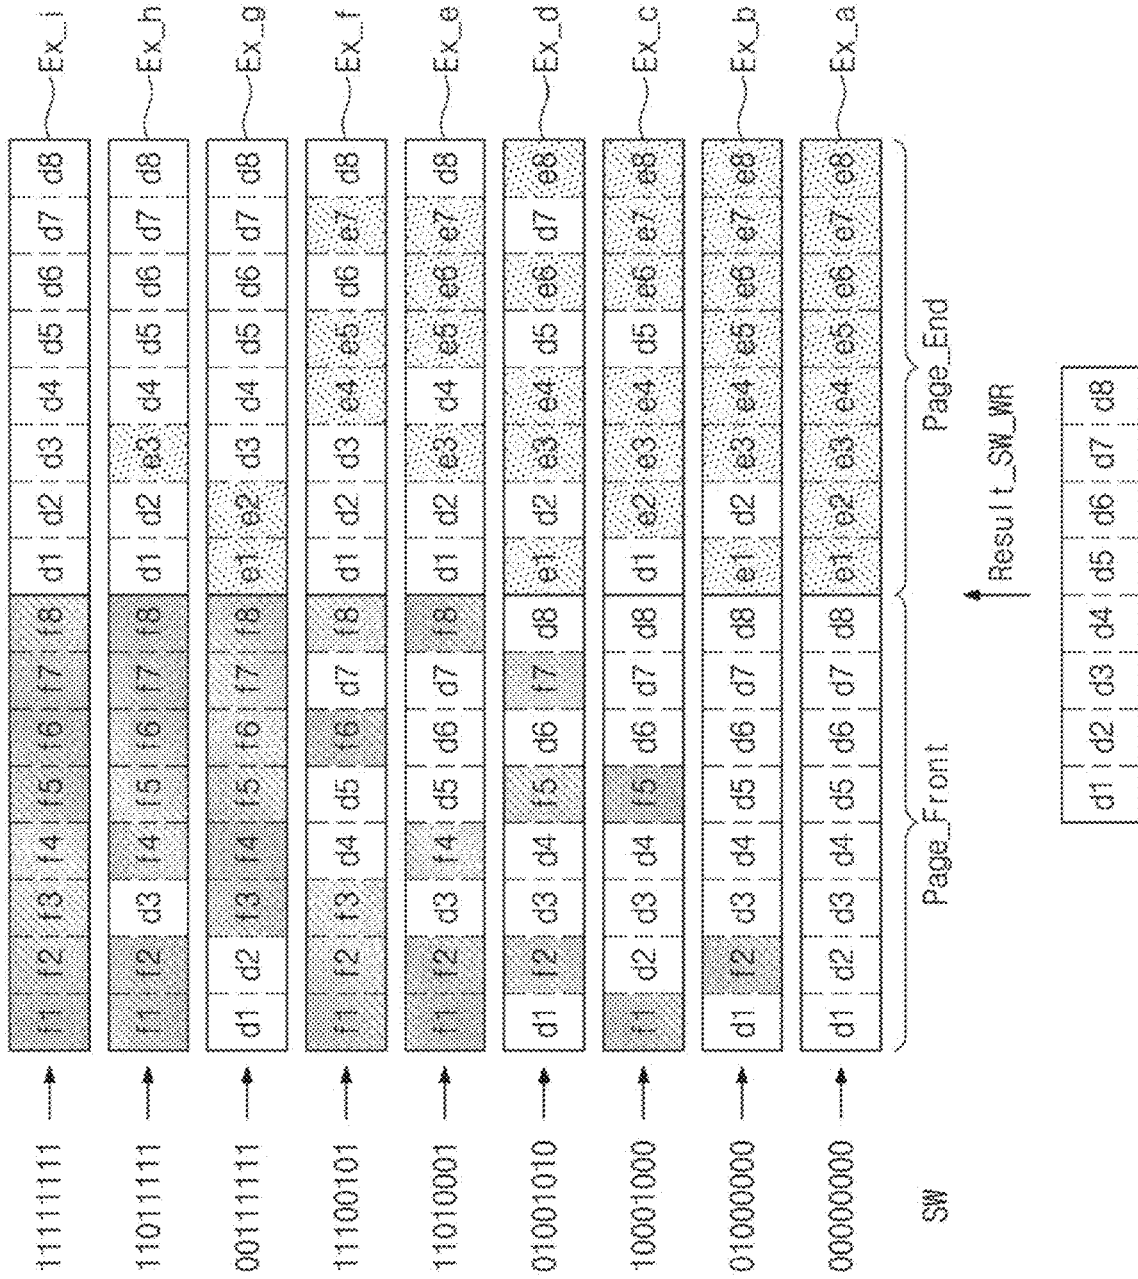 11111111 f1 f2 f3 f4 f5 f6 f7 f8 d1 d2 d3 d4 d5 d6 d7 d8 Ex_i
11011111 f1 f2 d3 f4 f5 f6 f7 f8 d1 d2 e3 d4 d5 d6 d7 d8 Ex_h
00111111 d1 d2 f3 f4 f5 f6 f7 f8 e1 e2 d3 d4 d5 d6 d7 d8 Ex_g
11100101 f1 f2 f3 d4 d5 f6 d7 f8 d1 d2 d3 e4 e5 d6 e7 d8 Ex_f
11010001 f1 f2 d3 f4 d5 d6 d7 f8 d1 d2 e3 d4 e5 e6 e7 d8 Ex_e
01001010 d1 f2 d3 d4 f5 d6 f7 d8 e1 d2 e3 e4 d5 e6 d7 e8 Ex_d
10001000 f1 d2 d3 d4 f5 d6 d7 d8 d1 e2 e3 e4 d5 e6 e7 e8 Ex_c
01000000 d1 f2 d3 d4 d5 d6 d7 d8 e1 d2 e3 e4 e5 e6 e7 e8 Ex_b
00000000 d1 d2 d3 d4 d5 d6 d7 d8 e1 e2 e3 e4 e5 e6 e7 e8 Ex_a
SW Page_Front Page_End
Result_SW_WR
d1 d2 d3 d4 d5 d6 d7 d8